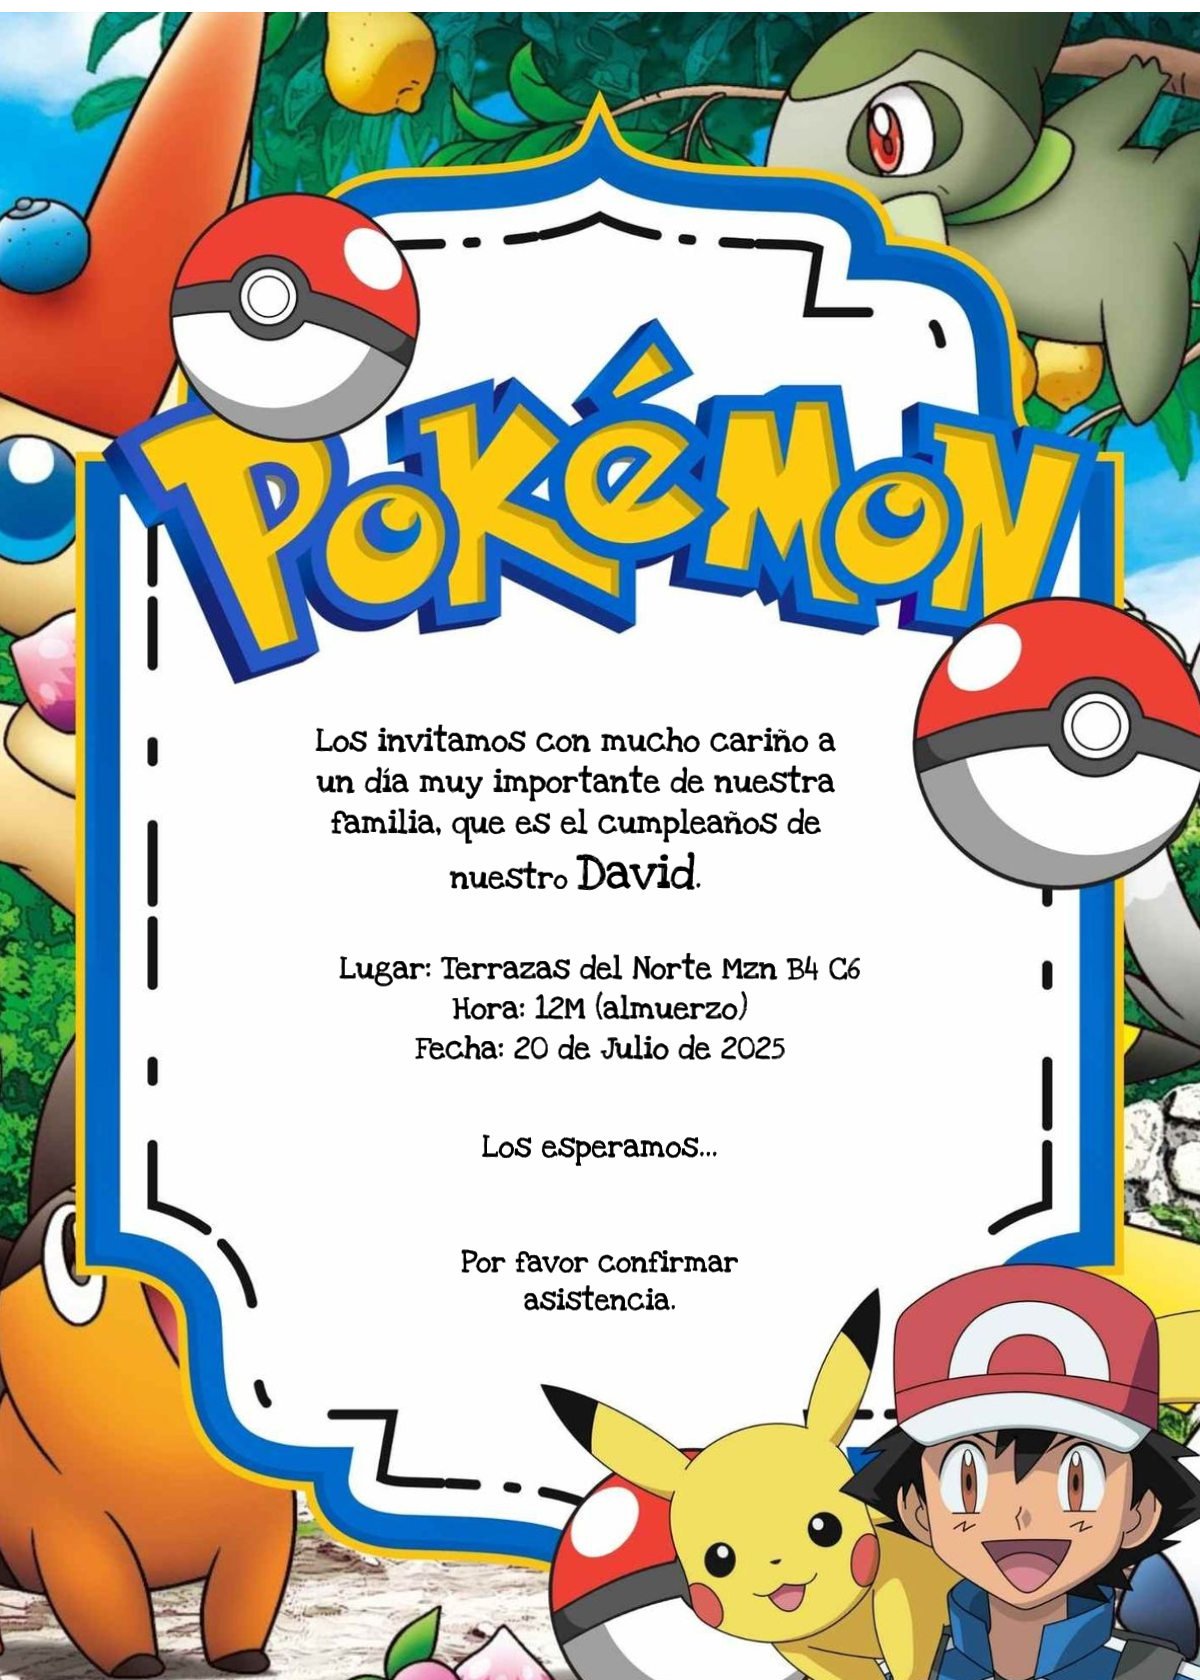 Pokémon
Los invitamos con mucho cariño a
un día muy importante de nuestra
familia, que es el cumpleaños de
nuestro David.
Lugar: Terrazas del Norte Mzn B4 C6
Hora: 12M (almuerzo)
Fecha: 20 de Julio de 2025
Los esperamos...
Por favor confirmar
asistencia.